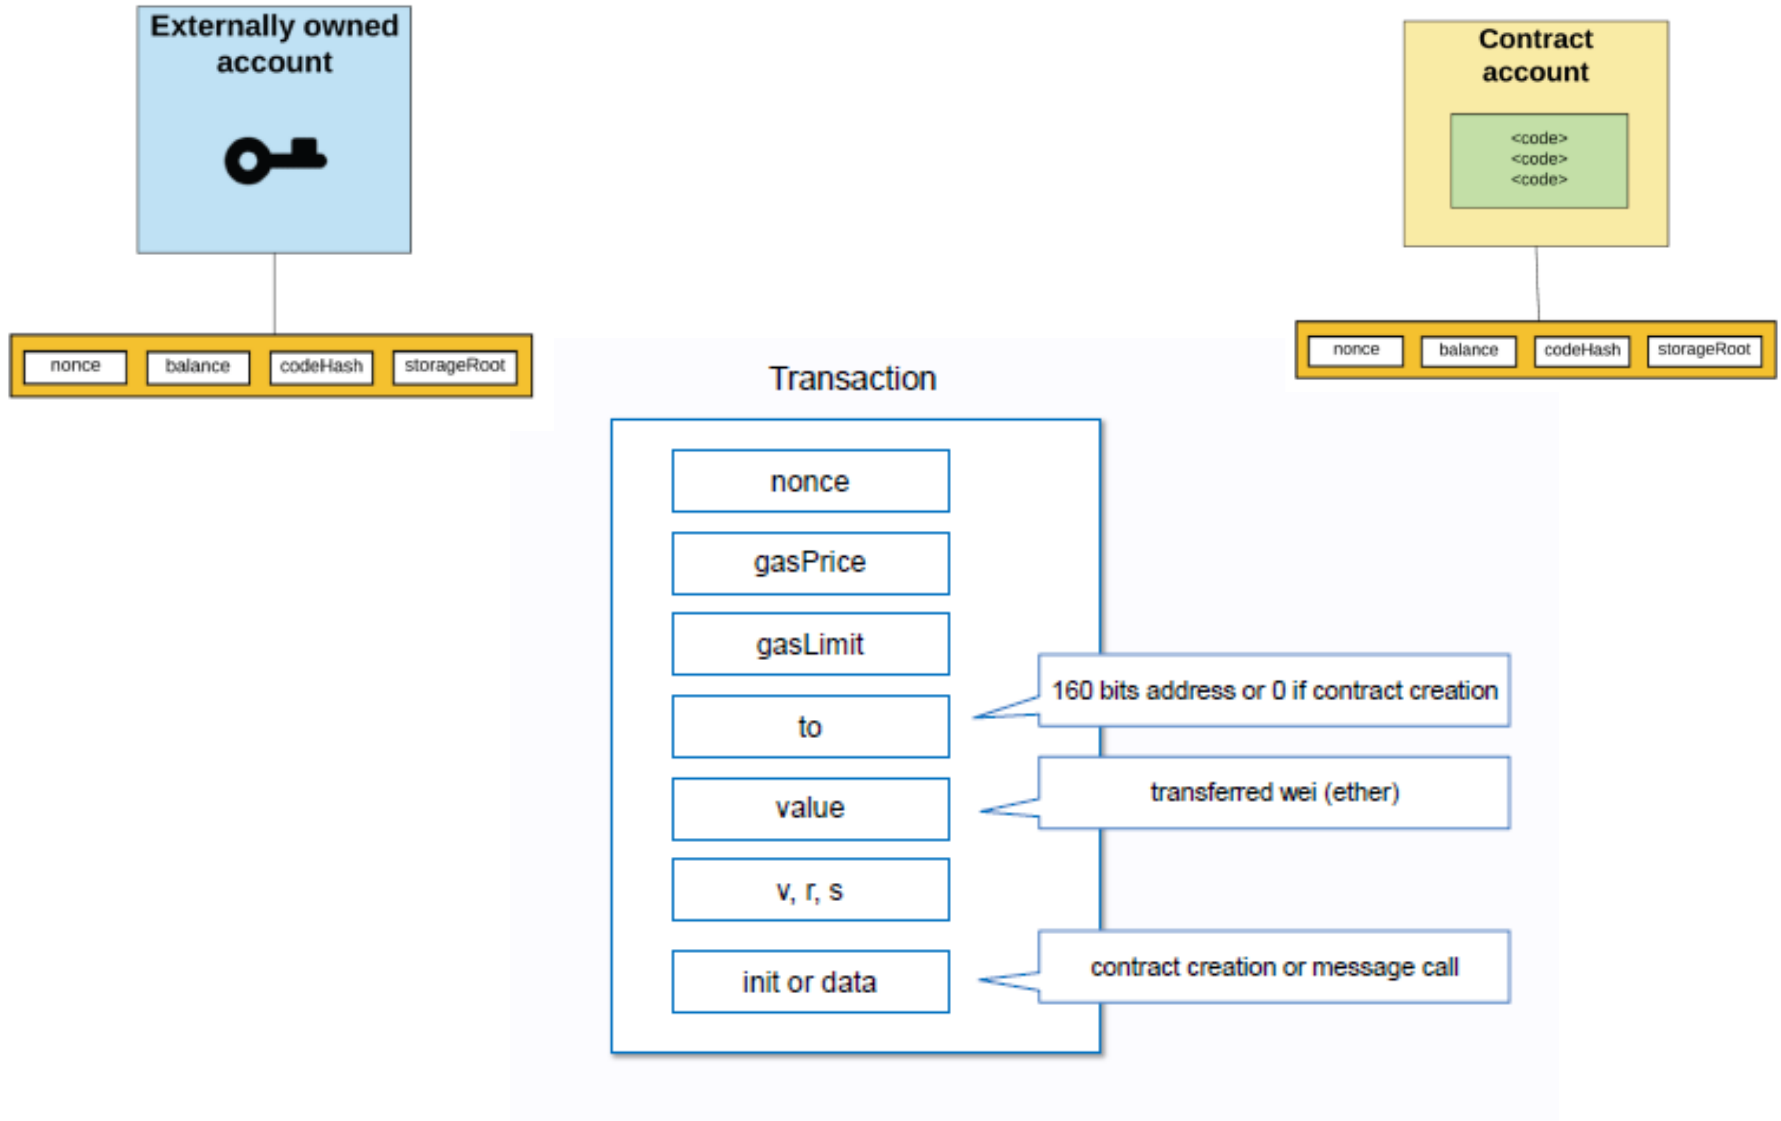 Externally owned
account
nonce
balance
codeHash
storageRoot
Contract
account
<code>
<code>
<code>
nonce
balance
codeHash
storageRoot
Transaction
nonce
gasPrice
gasLimit
to
160 bits address or 0 if contract creation
value
transferred wei (ether)
v, r, s
init or data
contract creation or message call